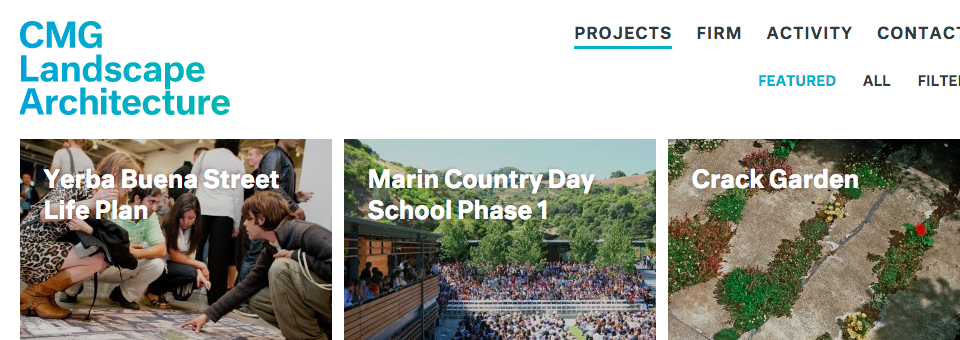 CMG
Landscape
Architecture
PROJECTS FIRM ACTIVITY CONTACT
FEATURED ALL FILTER
Yerba Buena Street
Life Plan
Marin Country Day
School Phase 1
Crack Garden